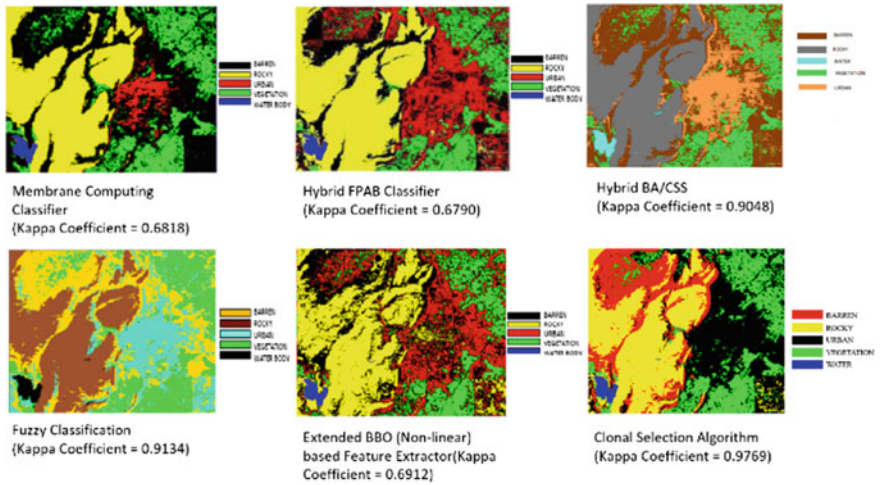 BARREN
ROCKY
URBAN
VEGETATION
WATER BODY
BARREN
ROCKY
URBAN
VEGETATION
WATER BODY
BARREN
ROCKY
WATER
VEGETATION
URBAN
Membrane Computing
Classifier
(Kappa Coefficient = 0.6818)
Hybrid FPAB Classifier
(Kappa Coefficient = 0.6790)
Hybrid BA/CSS
(Kappa Coefficient = 0.9048)
BARREN
ROCKY
URBAN
VEGETATION
WATER BODY
BARREN
ROCKY
URBAN
VEGETATION
WATER BODY
BARREN
ROCKY
URBAN
VEGETATION
WATER
Fuzzy Classification
(Kappa Coefficient = 0.9134)
Extended BBO (Non-linear)
based Feature Extractor(Kappa
Coefficient = 0.6912)
Clonal Selection Algorithm
(Kappa Coefficient = 0.9769)